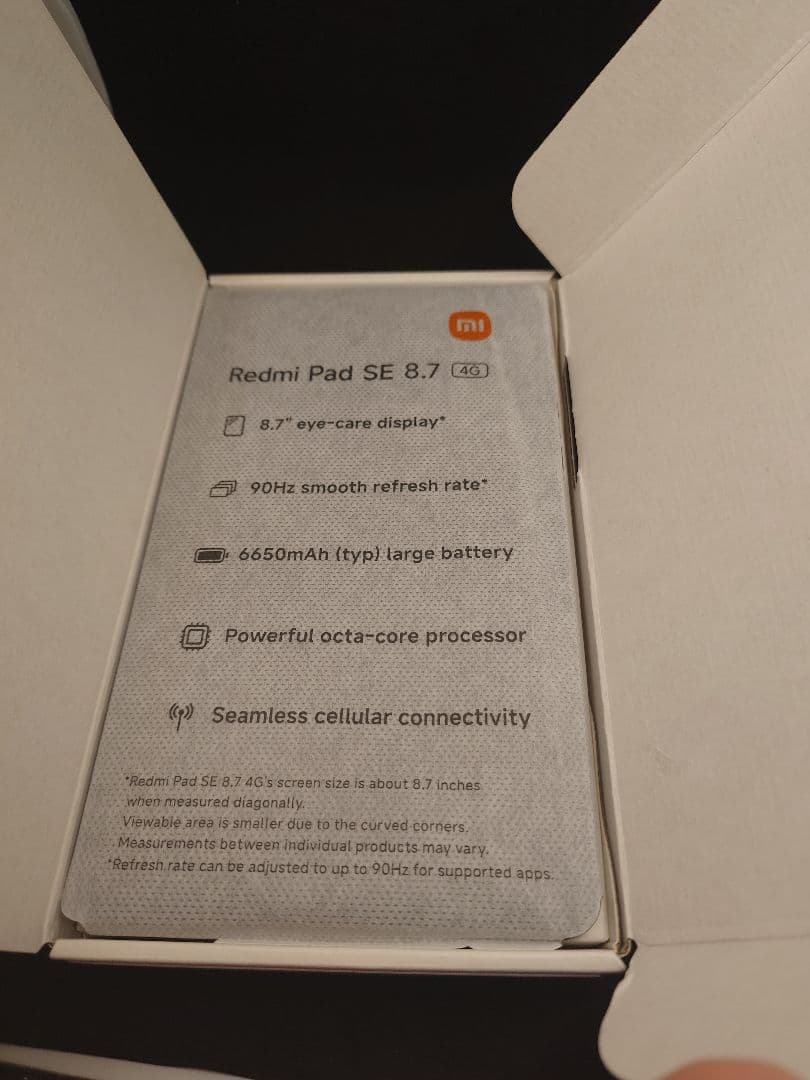 mi
Redmi Pad SE 8.7 4G
8.7" eye-care display*
90Hz smooth refresh rate*
6650mAh (typ) large battery
Powerful octa-core processor
Seamless cellular connectivity
*Redmi Pad SE 8.7 4G's screen size is about 8.7 inches
when measured diagonally.
Viewable area is smaller due to the curved corners.
Measurements between individual products may vary.
*Refresh rate can be adjusted to up to 90Hz for supported apps.